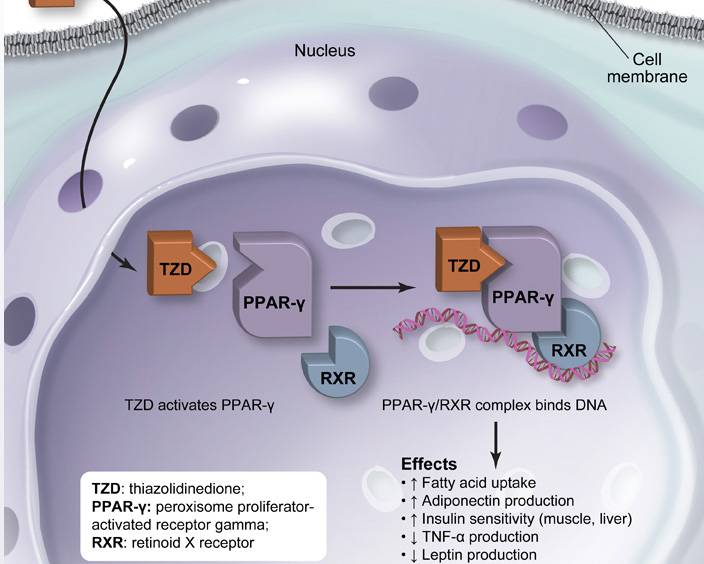 Nucleus
Cell
membrane
TZD
PPAR-γ
RXR
TZD
PPAR-γ
RXR
TZD activates PPAR-γ
PPAR-γ/RXR complex binds DNA
TZD: thiazolidinedione;
PPAR-γ: peroxisome proliferator-
activated receptor gamma;
RXR: retinoid X receptor
Effects
• ↑ Fatty acid uptake
• ↑ Adiponectin production
• ↑ Insulin sensitivity (muscle, liver)
• ↓ TNF-α production
• ↓ Leptin production